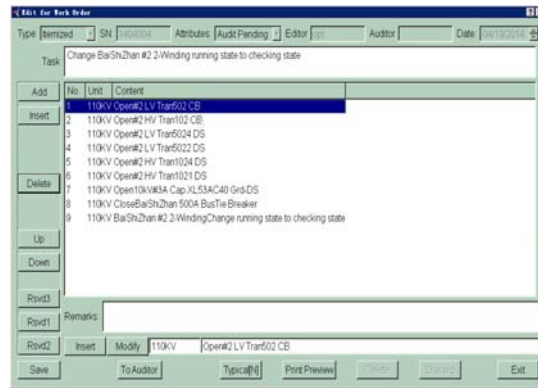 Edit for Work Order
Type Itemized SN: 1404004 Attributes: Audit Pending Editor Auditor Date 04/19/2014
Task Change BaiShiZhan #2 2-Winding running state to checking state
Add No. Unit Content
1 110KV Open#2 LV Tran502 CB
Insert 2 110KV Open#2 HV Tran102 CB
3 110KV Open#2 LV Tran5024 DS
4 110KV Open#2 LV Tran5022 DS
5 110KV Open#2 HV Tran1024 DS
Delete 6 110KV Open#2 HV Tran1021 DS
7 110KV Open10kV#3A Cap.XL53AC40 Grd-DS
8 110KV CloseBaiShiZhan 500A BusTie Breaker
9 110KV BaiShiZhan #2 2-WindingChange running state to checking state
Up
Down
Rsvd3
Rsvd1 Remarks:
Rsvd2 Insert Modify 110KV Open#2 LV Tran502 CB
Save To Auditor Typical[N] Print Preview Delete Discard Exit